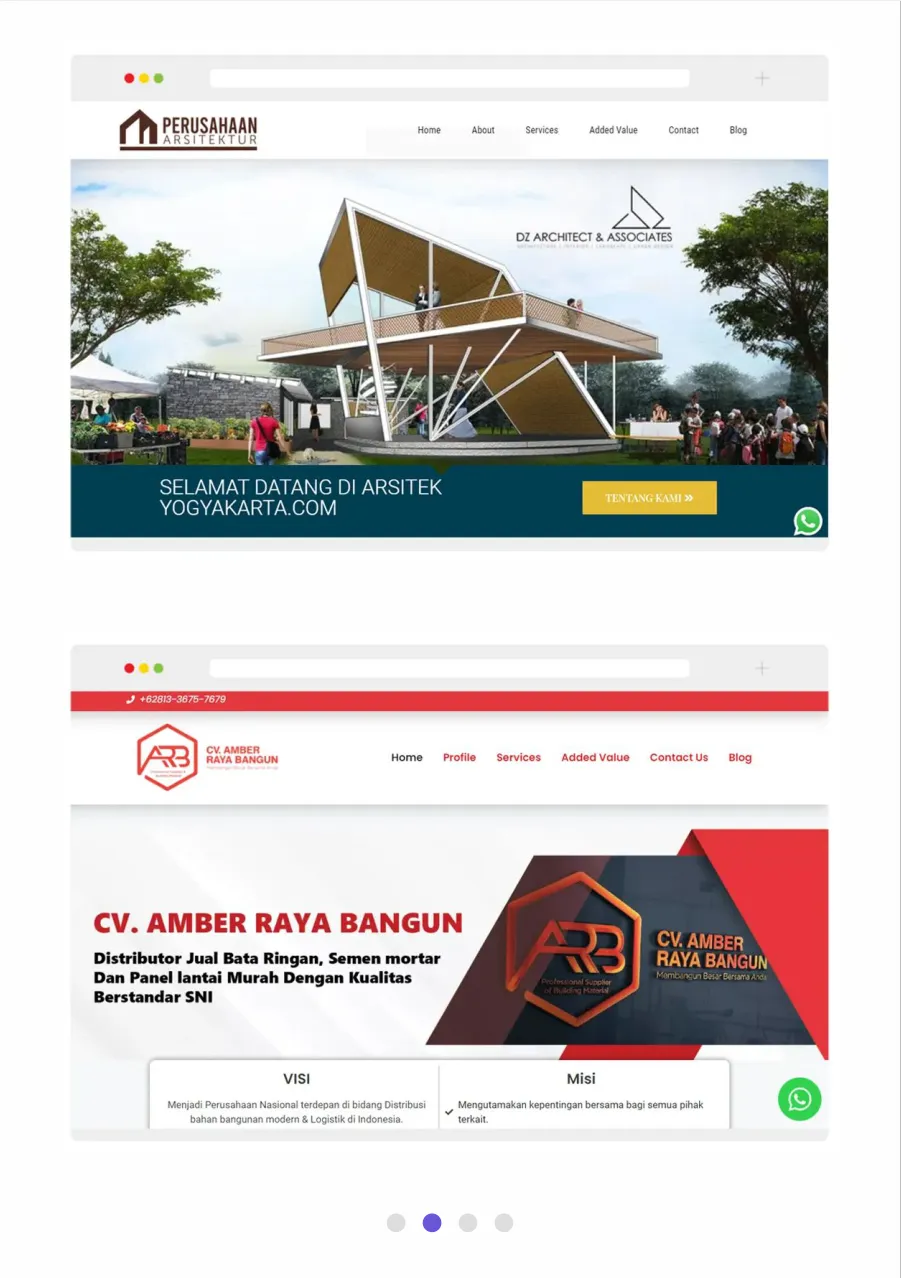 PERUSAHAAN
ARSITEKTUR
Home About Services Added Value Contact Blog
DZ ARCHITECT & ASSOCIATES
SELAMAT DATANG DI ARSITEK
YOGYAKARTA.COM
TENTANG KAMI »
+62813-3675-7679
ARB
CV. AMBER
RAYA BANGUN
Home Profile Services Added Value Contact Us Blog
CV. AMBER RAYA BANGUN
Distributor Jual Bata Ringan, Semen mortar
Dan Panel lantai Murah Dengan Kualitas
Berstandar SNI
ARB
Professional Supplier
of Building Material
CV. AMBER
RAYA BANGUN
Membangun Besar Bersama Anda
VISI
Menjadi Perusahaan Nasional terdepan di bidang Distribusi
bahan bangunan modern & Logistik di Indonesia.
Misi
Mengutamakan kepentingan bersama bagi semua pihak
terkait.